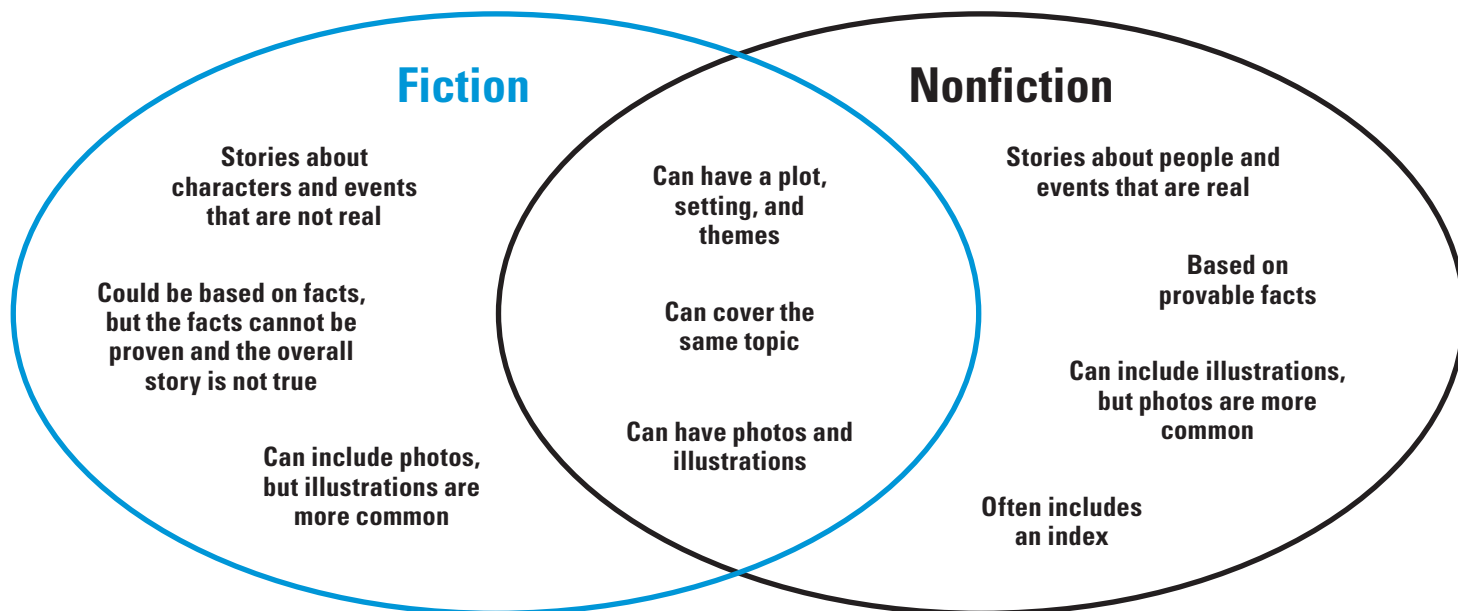 Fiction
Stories about
characters and events
that are not real
Could be based on facts,
but the facts cannot be
proven and the overall
story is not true
Can include photos,
but illustrations are
more common
Can have a plot,
setting, and
themes
Can cover the
same topic
Can have photos and
illustrations
Nonfiction
Stories about people and
events that are real
Based on
provable facts
Can include illustrations,
but photos are more
common
Often includes
an index